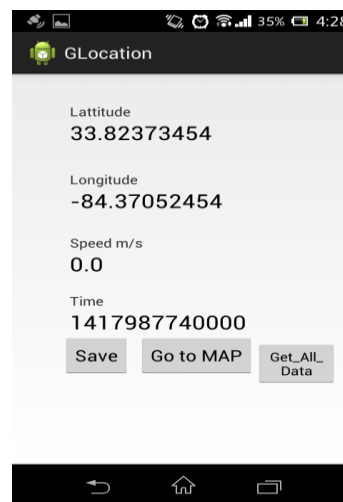 35% 4:28
GLocation
Lattitude
33.82373454
Longitude
-84.37052454
Speed m/s
0.0
Time
1417987740000
Save Go to MAP Get_All_
Data